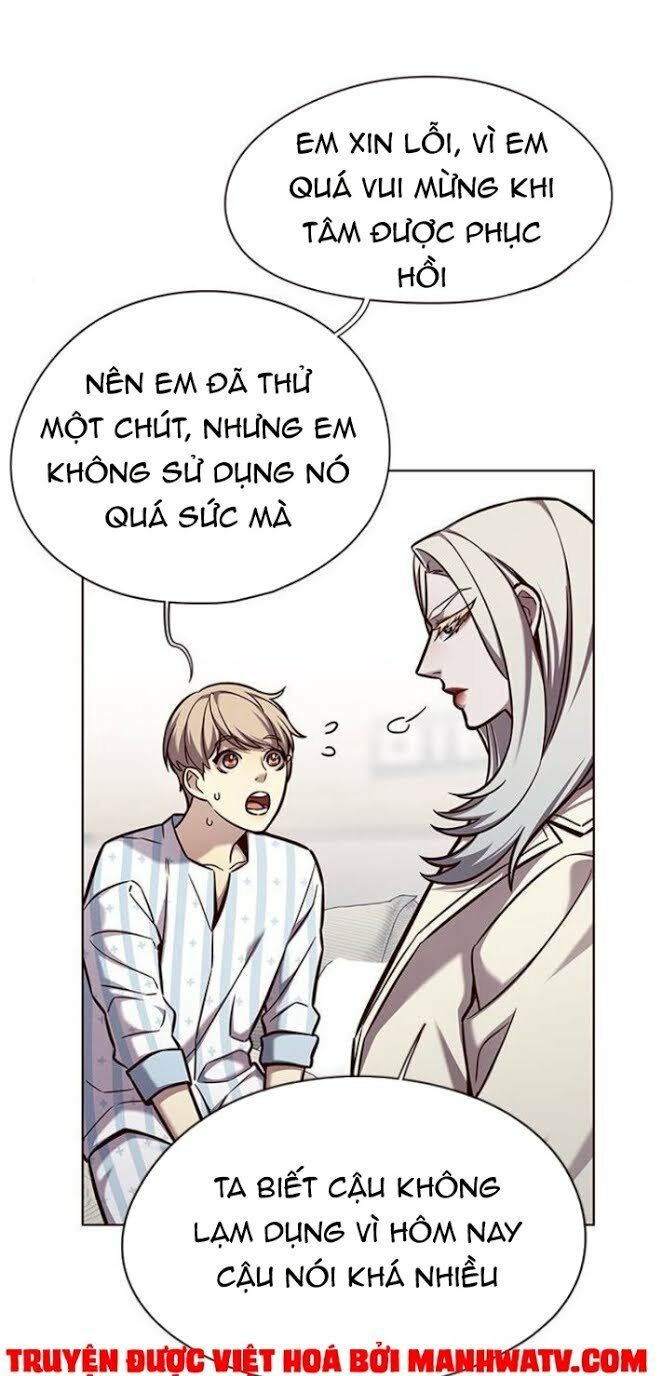 EM XIN LỖI, VÌ EM
QUÁ VUI MỪNG KHI
TÂM ĐƯỢC PHỤC
HỒI
NÊN EM ĐÃ THỬ
MỘT CHÚT, NHƯNG EM
KHÔNG SỬ DỤNG NÓ
QUÁ SỨC MÀ
TA BIẾT CẬU KHÔNG
LẠM DỤNG VÌ HÔM NAY
CẬU NÓI KHÁ NHIỀU
TRUYỆN ĐƯỢC VIỆT HOÁ BỞI MANHWATV.COM